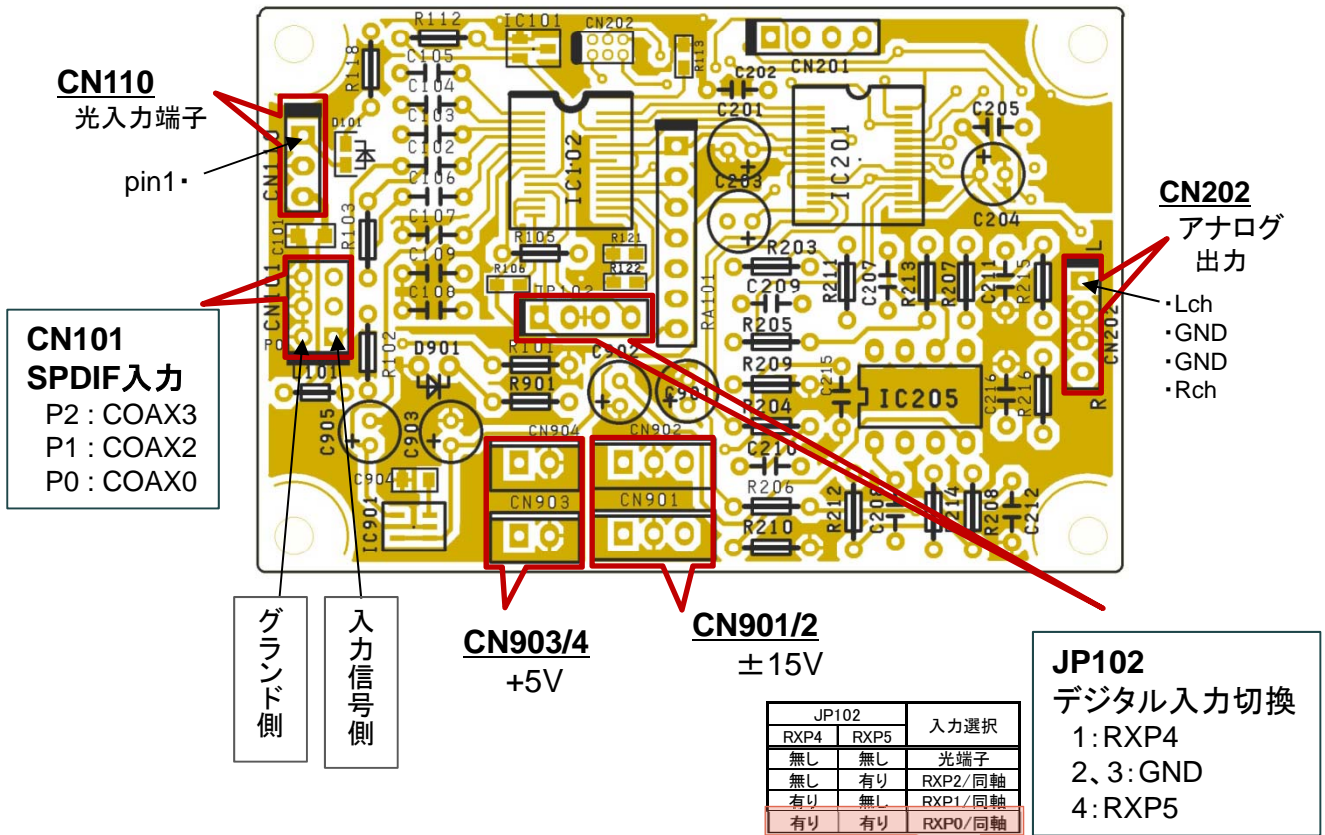 CN110
光入力端子
pin1・
CN101
SPDIF入力
P2 : COAX3
P1 : COAX2
P0 : COAX0
グランド側
入力信号側
CN903/4
+5V
CN901/2
±15V
CN202
アナログ
出力
・Lch
・GND
・GND
・Rch
JP102
デジタル入力切換
1:RXP4
2、3:GND
4:RXP5
JP102 入力選択
RXP4 RXP5
無し 無し 光端子
無し 有り RXP2/同軸
有り 無し RXP1/同軸
有り 有り RXP0/同軸
R112
IC101
CN202
R113
CN201
R118
C105
C104
C103
C102
C106
C107
C109
C108
D101
R103
C101
CN101
P0
R102
IC102
R105
R106
R121
R122
JP102
RA101
C202
C201
C203
IC201
C205
C204
R203
C209
R205
R209
R204
C210
R206
R210
R211
C207
R213
R207
C211
R215
L
CN202
R
C215
IC205
C216
R216
R212
C208
R214
R208
C212
D901
R101
R901
C902
C901
C905
C903
C904
IC901
CN904
CN902
CN903
CN901